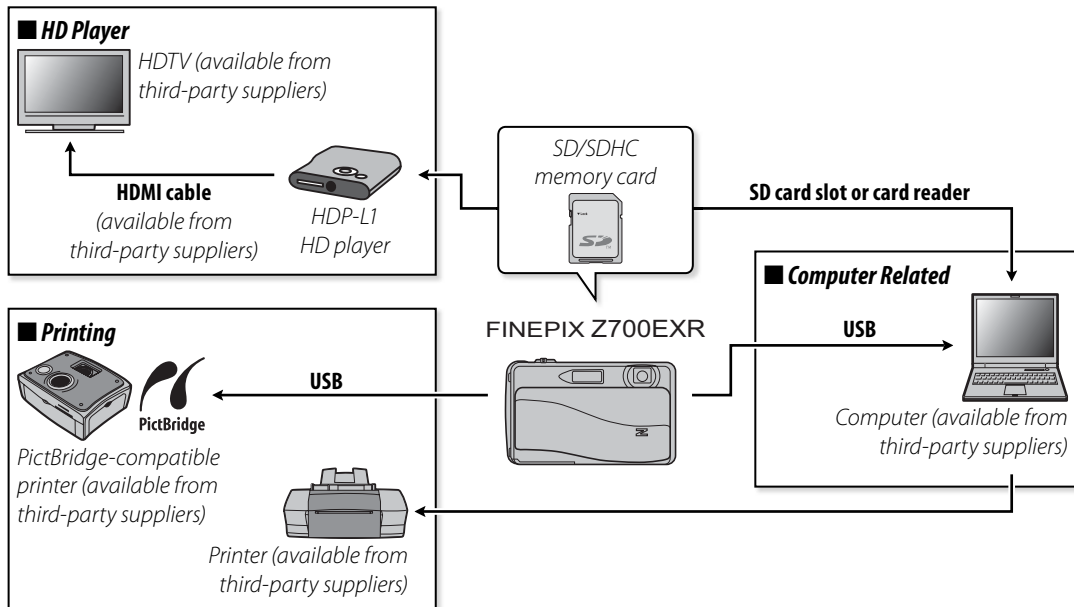 ■ HD Player
HDTV (available from
third-party suppliers)
HDMI cable
(available from
third-party suppliers)
HDP-L1
HD player
SD/SDHC
memory card
Lock
SD
SD card slot or card reader
■ Computer Related
USB
Computer (available from
third-party suppliers)
FINEPIX Z700EXR
Z
■ Printing
USB
PictBridge
PictBridge-compatible
printer (available from
third-party suppliers)
Printer (available from
third-party suppliers)